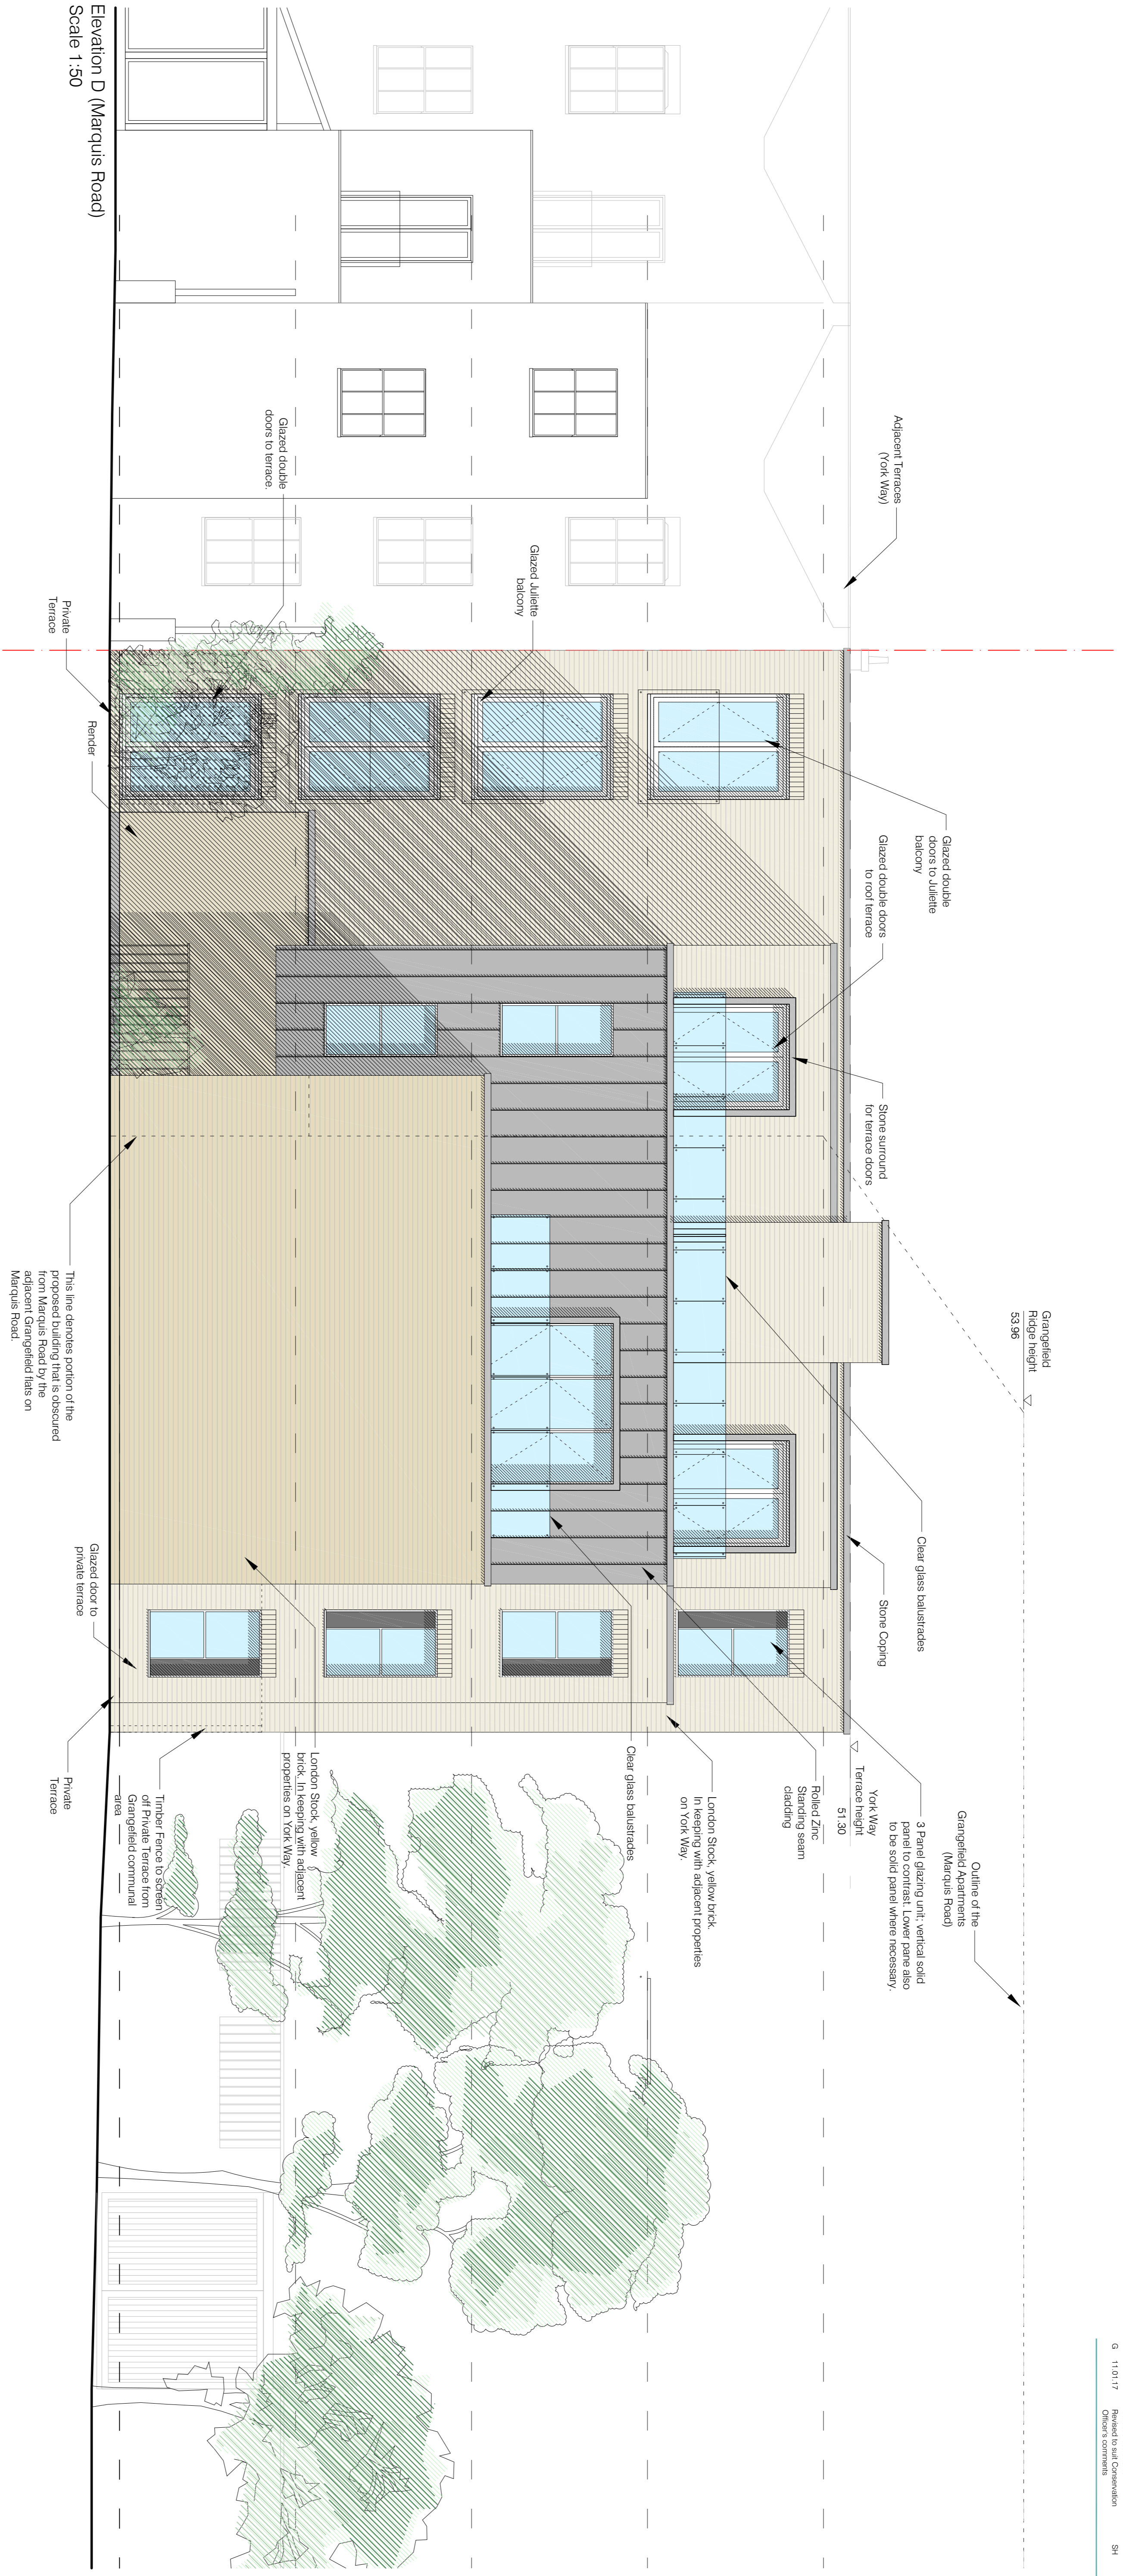 G 11.01.17 Revised to suit Conservation SH
Officer's comments
Grangefield
Ridge height
53.96
Outline of the
Grangefield Apartments
(Marquis Road)
Adjacent Terraces
(York Way)
Glazed double
doors to Juliette
balcony
Glazed double doors
to roof terrace
Stone surround
for terrace doors
Clear glass balustrades
Stone Coping
3 Panel glazing unit; vertical solid
panel to contrast. Lower pane also
to be solid panel where necessary.
York Way
Terrace height
51.30
Rolled Zinc
Standing seam
cladding
London Stock, yellow brick.
In keeping with adjacent properties
on York Way.
Clear glass balustrades
Glazed Juliette
balcony
Glazed double
doors to terrace.
London Stock, yellow
brick. In keeping with adjacent
properties on York Way.
Timber Fence to screen
off Private Terrace from
Grangefield communal
area
Private
Terrace
Render
This line denotes portion of the
proposed building that is obscured
from Marquis Road by the
adjacent Grangefield flats on
Marquis Road.
Glazed door to
private terrace
Private
Terrace
Elevation D (Marquis Road)
Scale 1:50